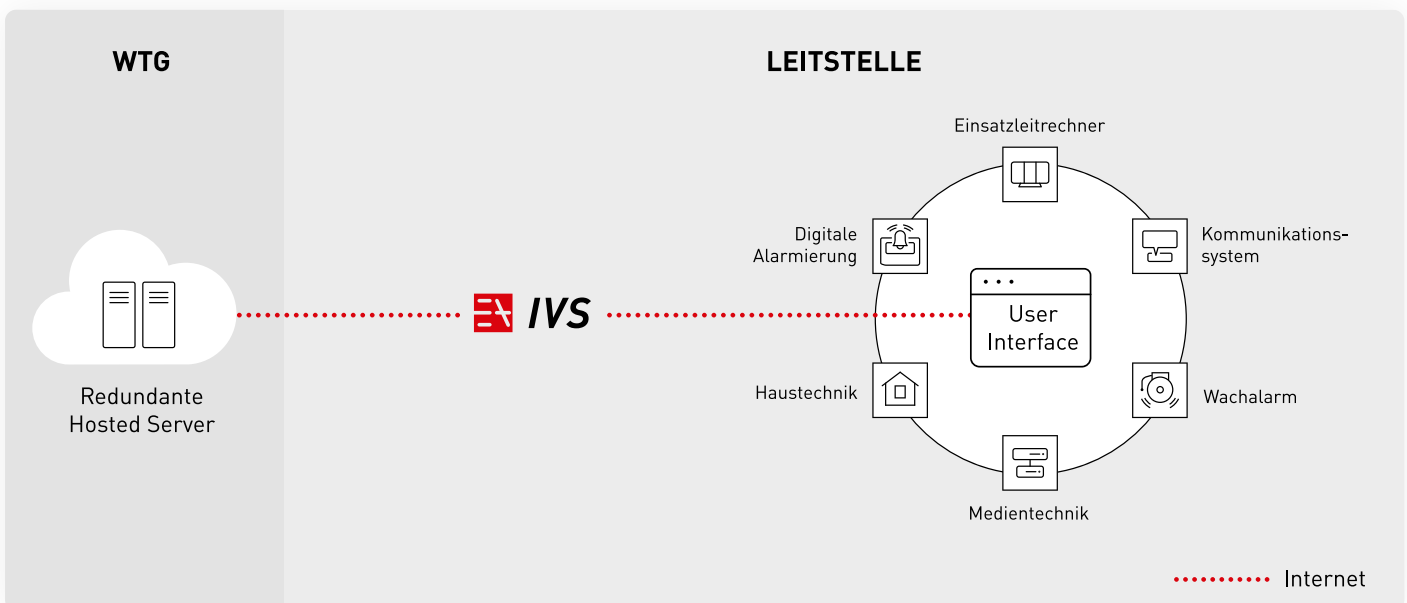 WTG
LEITSTELLE
Einsatzleitrechner
Digitale
Alarmierung
Kommunikations-
system
IVS
User
Interface
Redundante
Hosted Server
Haustechnik
Wachalarm
Medientechnik
Internet